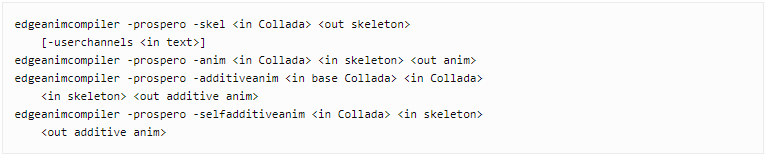 edgeanimcompiler -prospero -skel <in Collada> <out skeleton>
[-userchannels <in text>]
edgeanimcompiler -prospero -anim <in Collada> <in skeleton> <out anim>
edgeanimcompiler -prospero -additiveanim <in base Collada> <in Collada>
<in skeleton> <out additive anim>
edgeanimcompiler -prospero -selfadditiveanim <in Collada> <in skeleton>
<out additive anim>